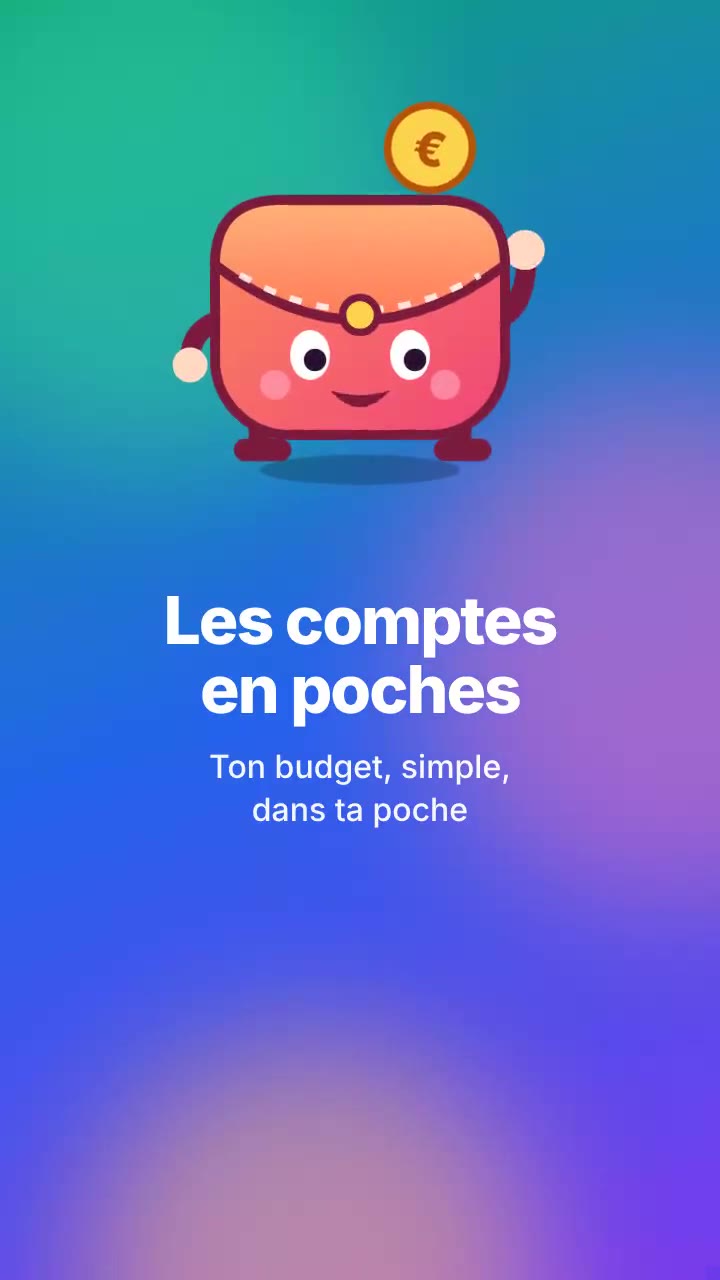 €
Les comptes
en poches
Ton budget, simple,
dans ta poche